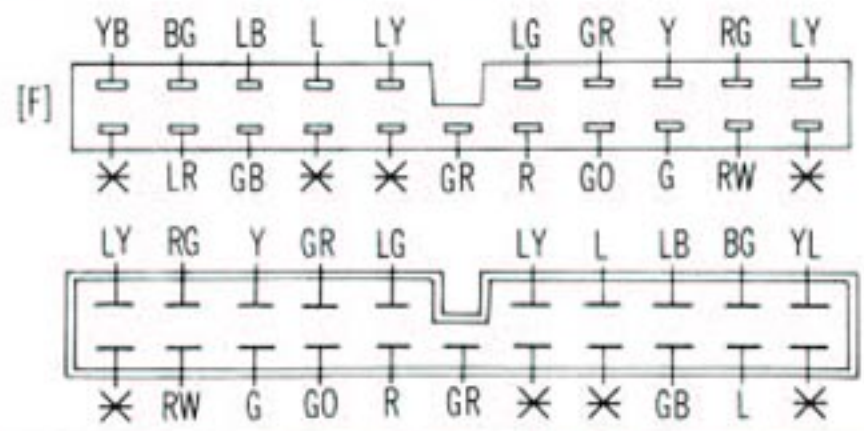 YB BG LB L LY LG GR Y RG LY
[F]
LR GB GR R GO G RW
LY RG Y GR LG LY L LB BG YL
RW G GO R GR GB L